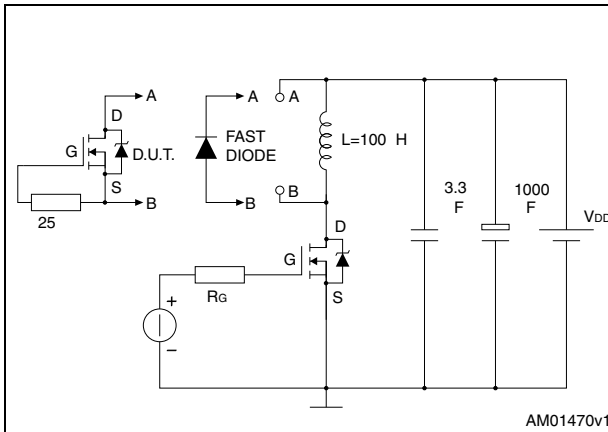 A
A
A
D
G
D.U.T.
FAST
DIODE
L=100 H
S
B
B
B
25
3.3
F
1000
F
VDD
D
G
S
RG
+
–
AM01470v1